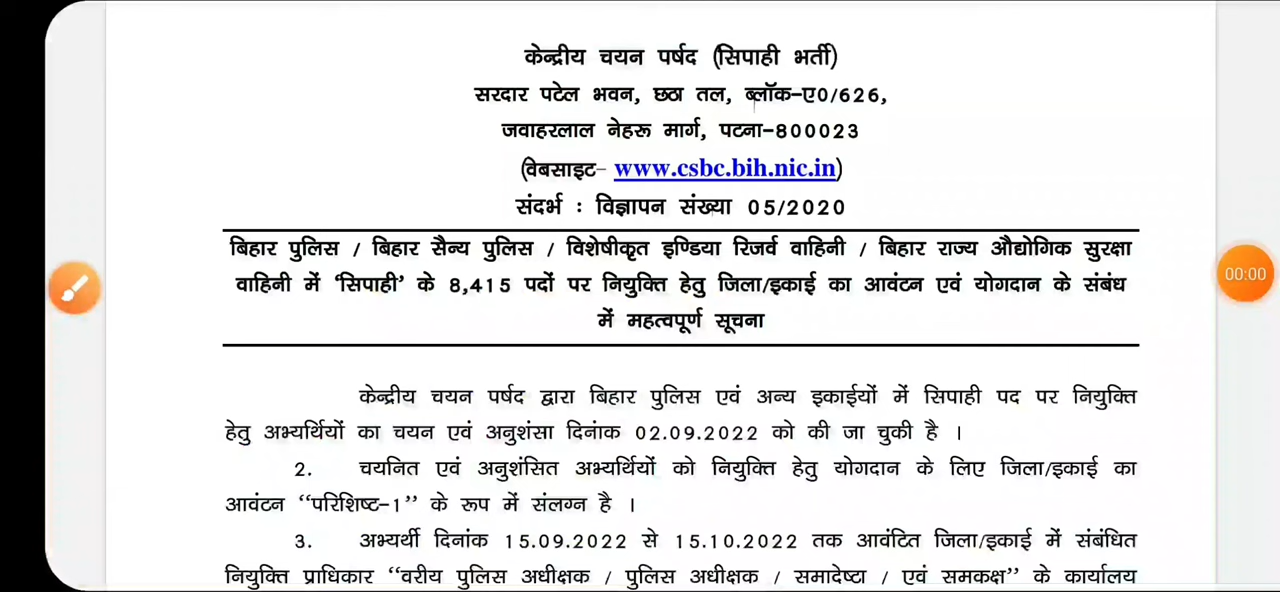 केन्द्रीय चयन पर्षद (सिपाही भर्ती)
सरदार पटेल भवन, छठा तल, ब्लॉक-ए0/626,
जवाहरलाल नेहरू मार्ग, पटना-800023
(वेबसाइट- www.csbc.bih.nic.in)
संदर्भ : विज्ञापन संख्या 05/2020
बिहार पुलिस / बिहार सैन्य पुलिस / विशेषीकृत इण्डिया रिजर्व वाहिनी / बिहार राज्य औद्योगिक सुरक्षा
वाहिनी में ‘सिपाही’ के 8,415 पदों पर नियुक्ति हेतु जिला/इकाई का आवंटन एवं योगदान के संबंध
में महत्वपूर्ण सूचना
00:00
केन्द्रीय चयन पर्षद द्वारा बिहार पुलिस एवं अन्य इकाईयों में सिपाही पद पर नियुक्ति
हेतु अभ्यर्थियों का चयन एवं अनुशंसा दिनांक 02.09.2022 को की जा चुकी है ।
2. चयनित एवं अनुशंसित अभ्यर्थियों को नियुक्ति हेतु योगदान के लिए जिला/इकाई का
आवंटन “परिशिष्ट-1” के रूप में संलग्न है ।
3. अभ्यर्थी दिनांक 15.09.2022 से 15.10.2022 तक आवंटित जिला/इकाई में संबंधित
नियुक्ति प्राधिकार “वरीय पुलिस अधीक्षक / पुलिस अधीक्षक / समादेष्टा / एवं समकक्ष” के कार्यालय